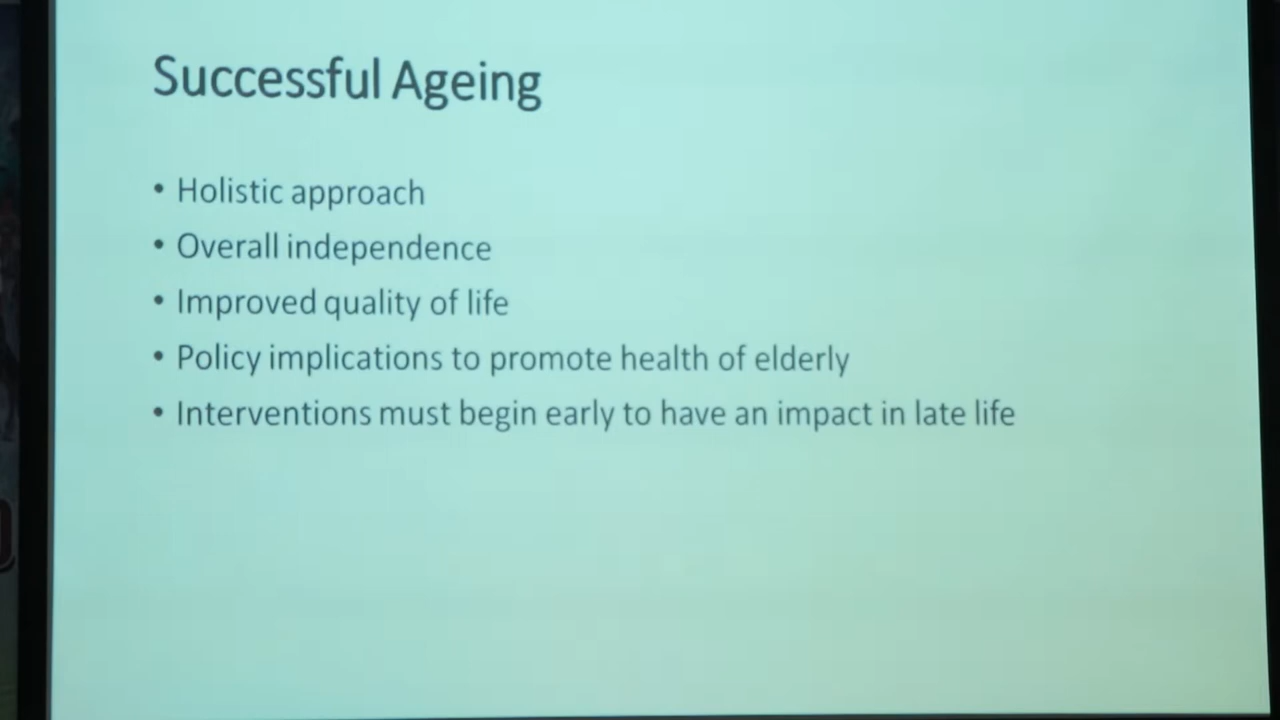 Successful Ageing
• Holistic approach
• Overall independence
• Improved quality of life
• Policy implications to promote health of elderly
• Interventions must begin early to have an impact in late life